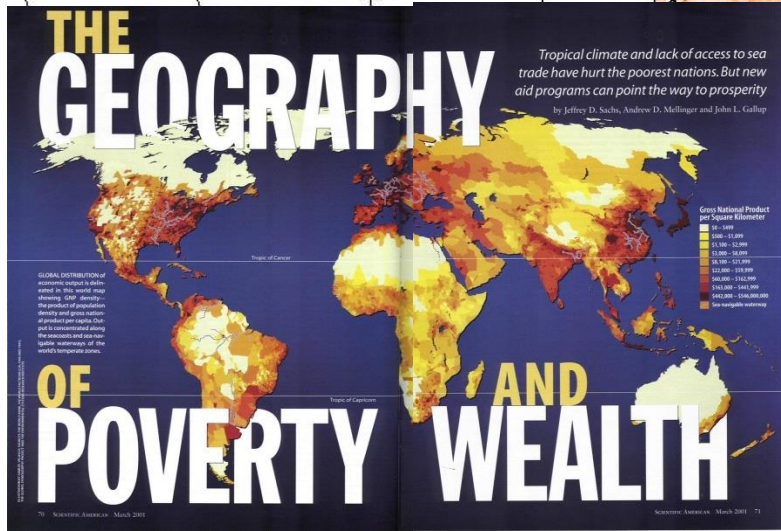 THE
GEOGRAPHY
OF
POVERTY
AND
WEALTH
Tropical climate and lack of access to sea
trade have hurt the poorest nations. But new
aid programs can point the way to prosperity
by Jeffrey D. Sachs, Andrew D. Mellinger and John L. Gallup
Gross National Product
per Square Kilometer
$0 – $499
$500 – $1,099
$1,100 – $2,999
$3,000 – $8,099
$8,100 – $21,999
$22,000 – $59,999
$60,000 – $162,999
$163,000 – $441,999
$442,000 – $546,000,000
Sea-navigable waterway
Tropic of Cancer
GLOBAL DISTRIBUTION of
economic output is delin-
eated in this world map
showing GNP density—
the product of population
density and gross nation-
al product per capita. Out-
put is concentrated along
the seacoasts and sea-nav-
igable waterways of the
world's temperate zones.
Tropic of Capricorn
70 SCIENTIFIC AMERICAN March 2001
SCIENTIFIC AMERICAN March 2001 71